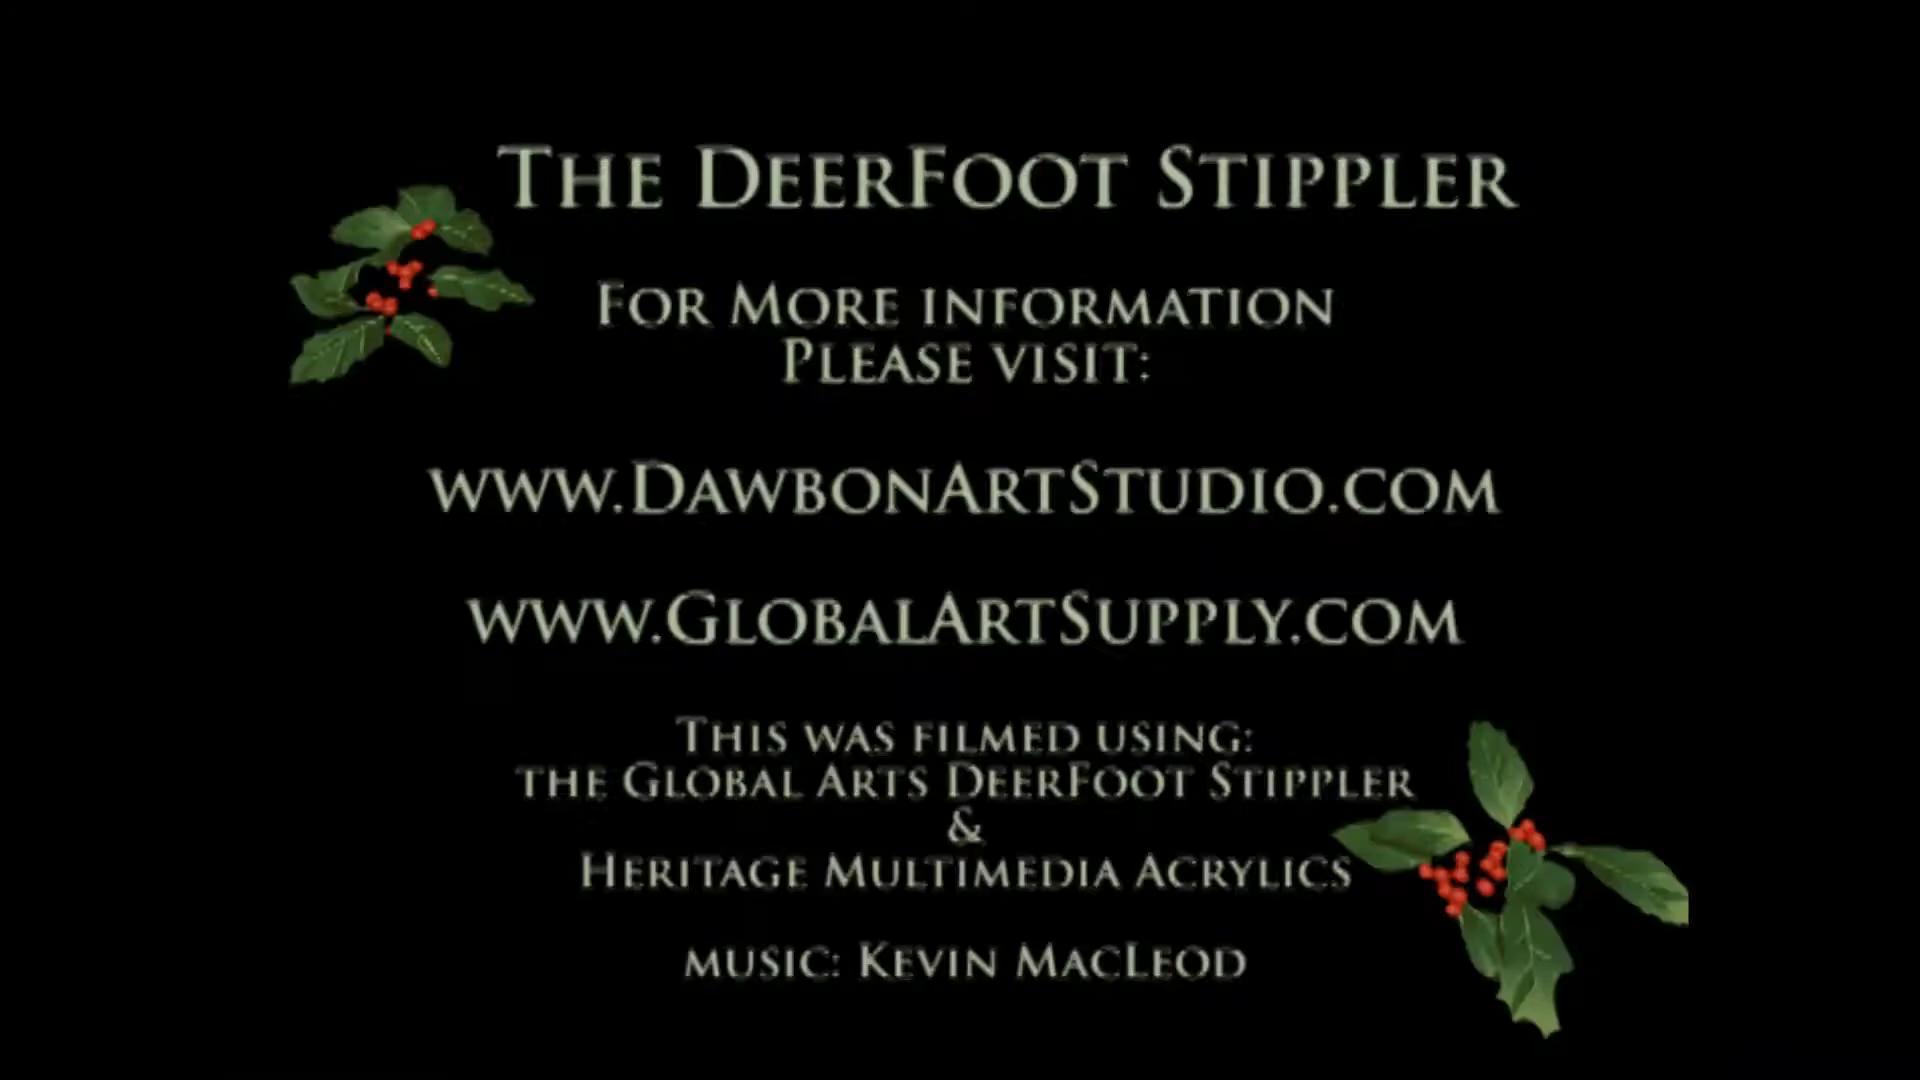 The DeerFoot Stippler
For More information
Please visit:
www.DawbonArtStudio.com
www.GlobalArtSupply.com
This was filmed using:
the Global Arts DeerFoot Stippler
&
Heritage Multimedia Acrylics
music: Kevin MacLeod